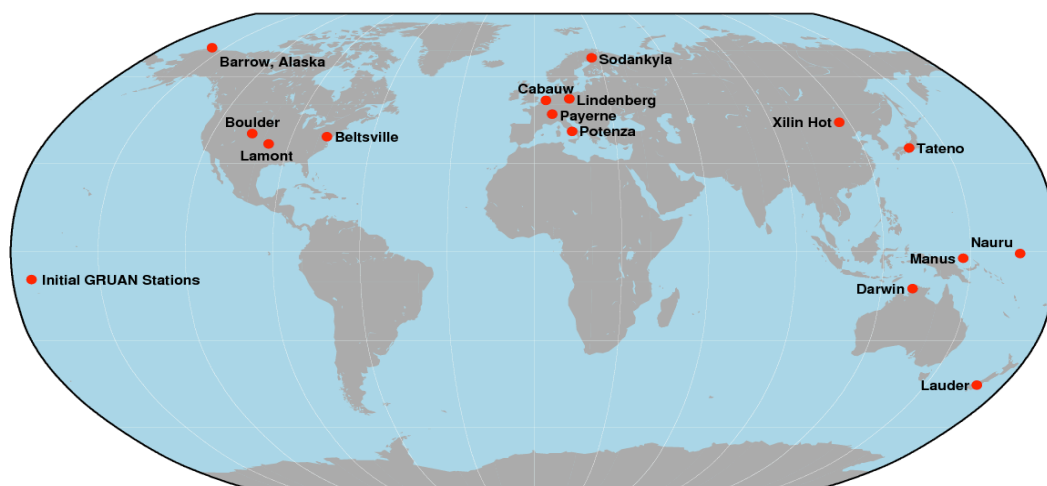 Barrow, Alaska
Sodankyla
Cabauw
Lindenberg
Payerne
Potenza
Boulder
Lamont
Beltsville
Xilin Hot
Tateno
Nauru
Manus
Initial GRUAN Stations
Darwin
Lauder